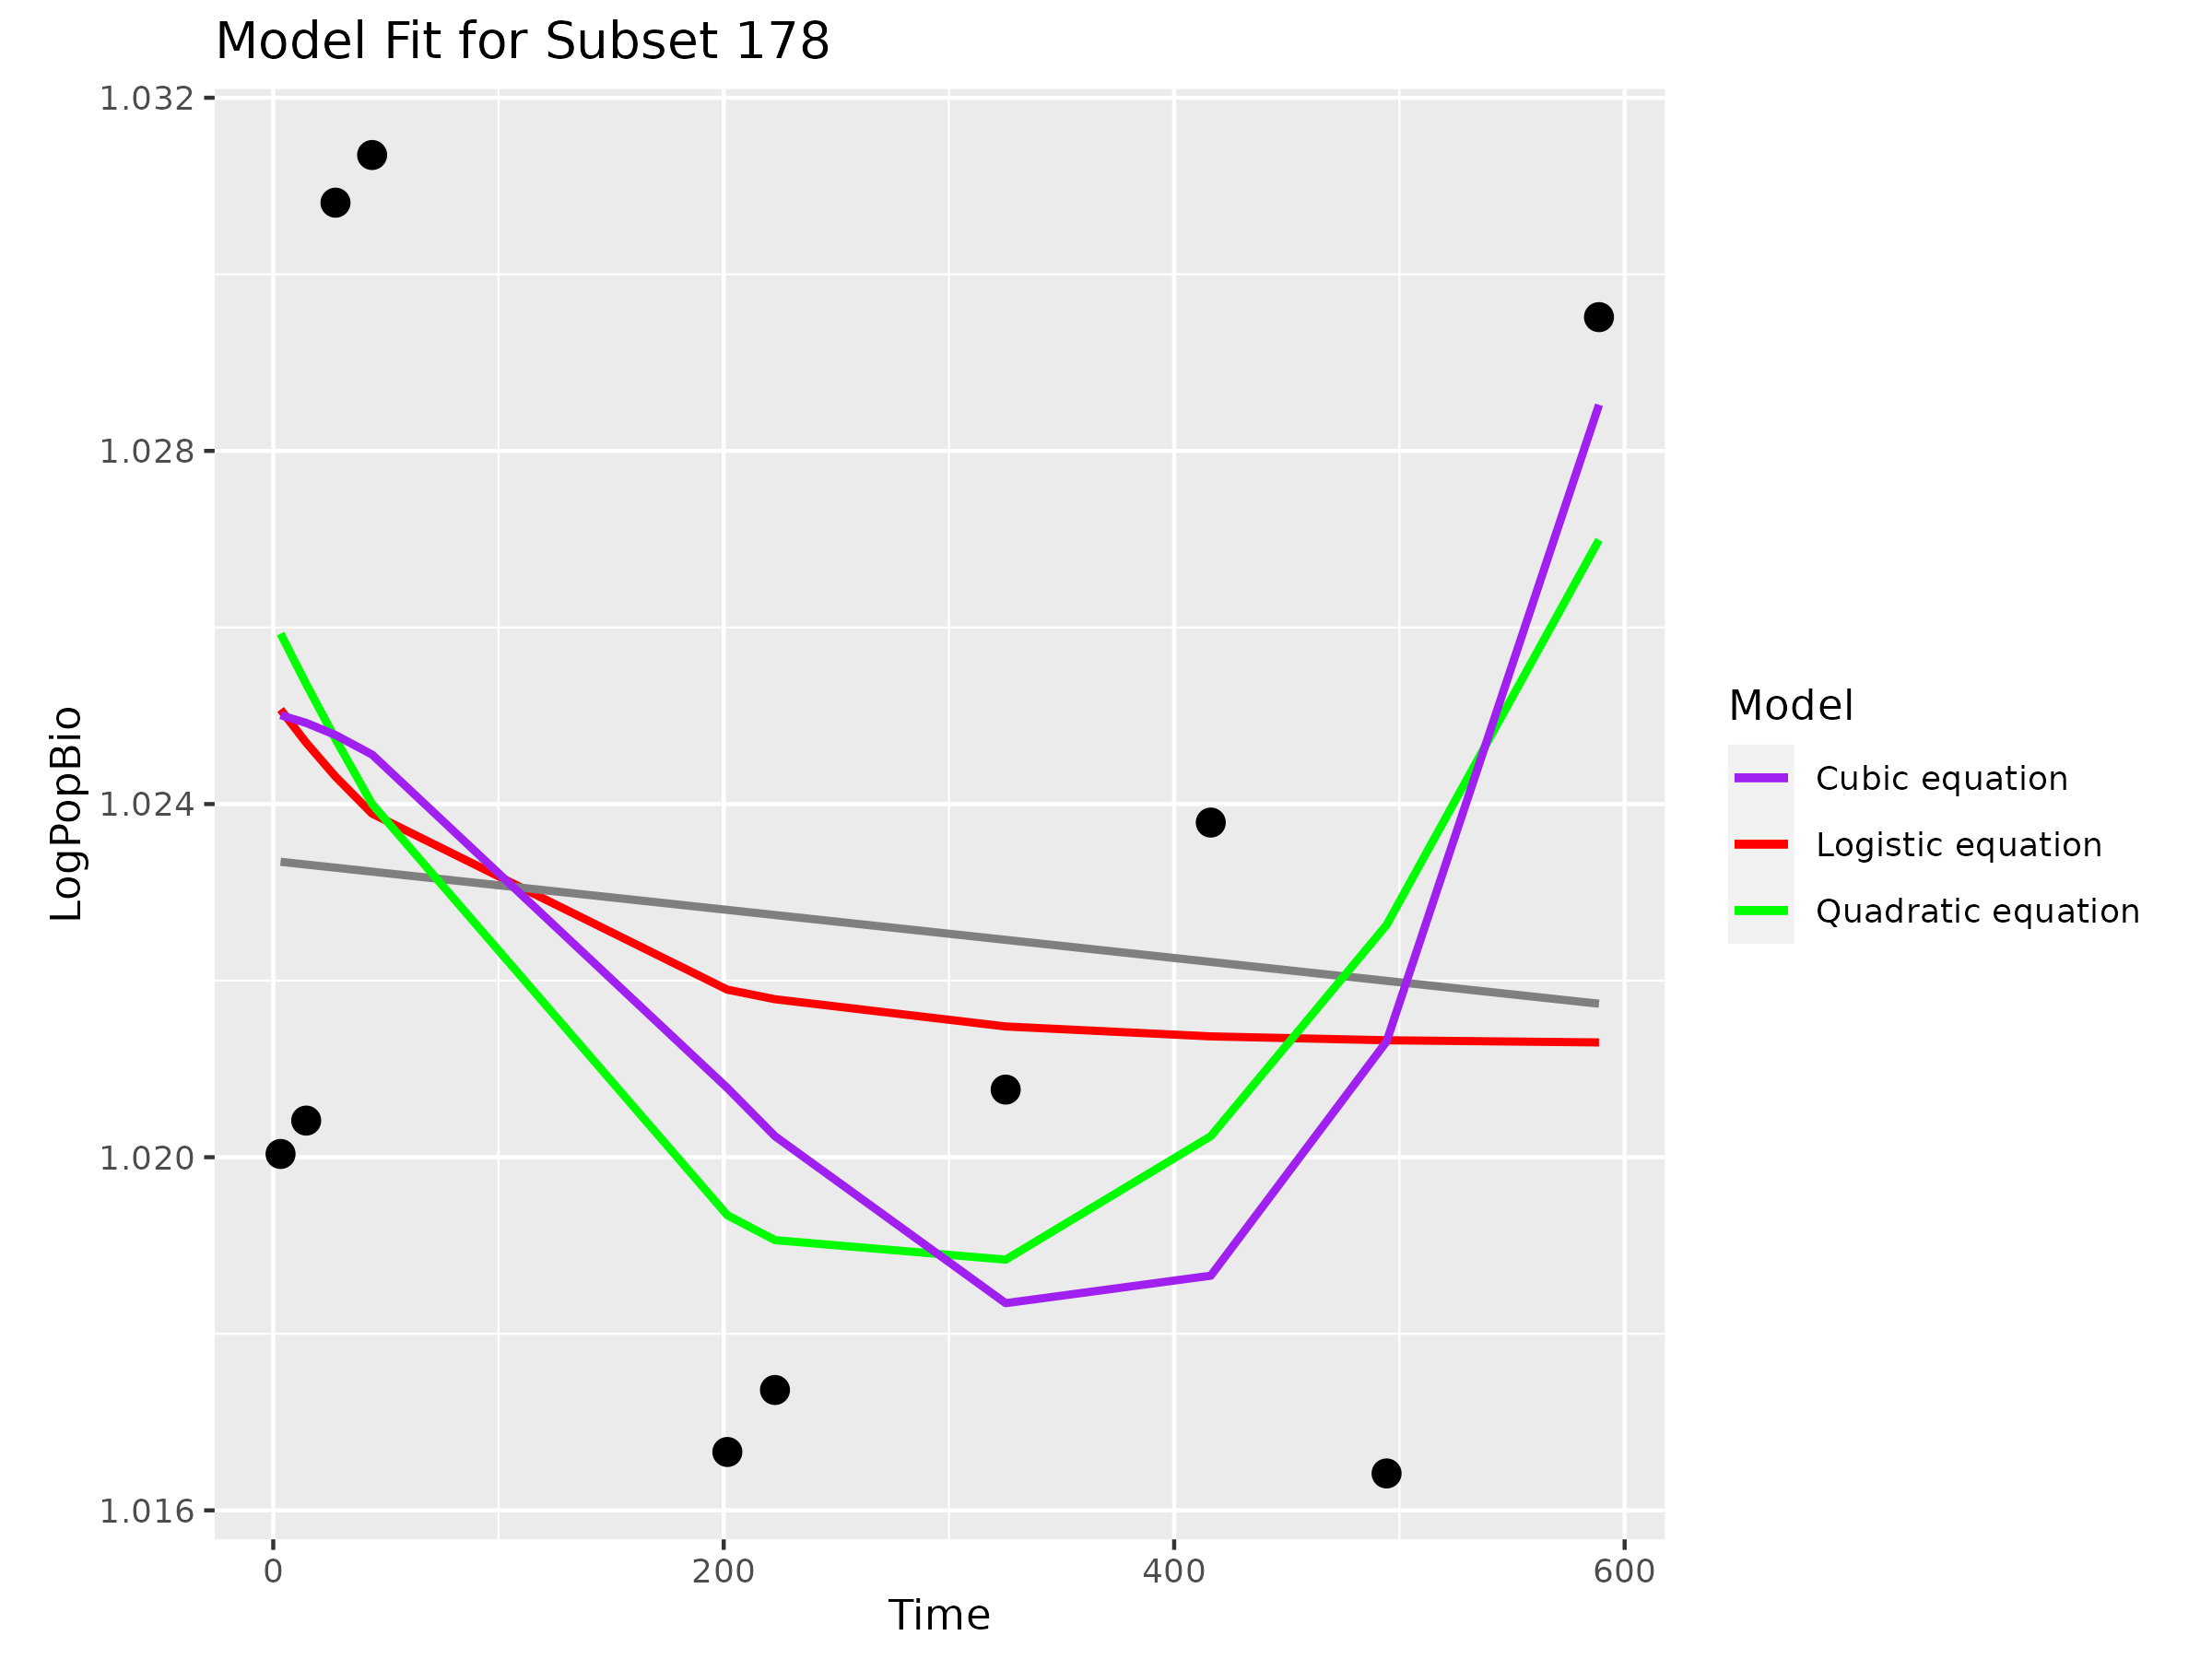 Model Fit for Subset 178
1.032
1.028
1.024
1.020
1.016
LogPopBio
0 200 400 600
Time
Model
Cubic equation
Logistic equation
Quadratic equation